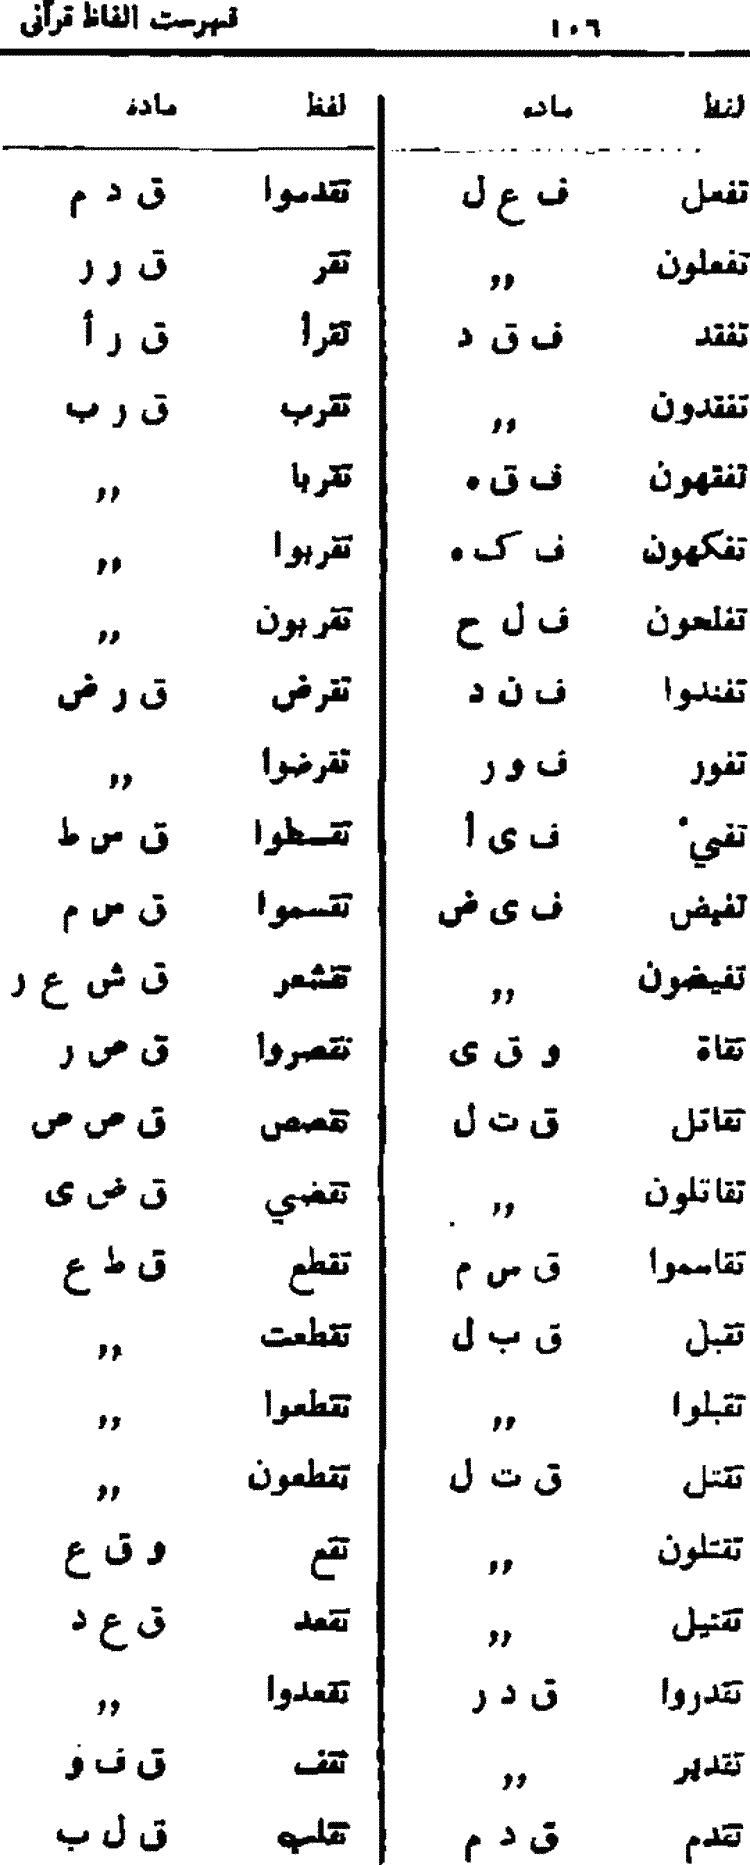 ١٠٦ فهرست الفاظ قرآنی
لفظ ماده لفظ ماده
تفعل ف ع ل تقدموا ق د م
تفعلون ,, تقر ق ر ر
تفقد ف ق د تقرأ ق ر أ
تفقدون ,, تقرب ق ر ب
تفقهون ف ق ه تقربا ,,
تفكهون ف ک ه تقربوا ,,
تفلحون ف ل ح تقربون ,,
تفندوا ف ن د تقرض ق ر ض
تفور ف و ر تقرضوا ,,
تفيء ف ی أ تقسطوا ق س ط
تفيض ف ی ض تقسموا ق س م
تفيضون ,, تقشعر ق ش ع ر
تقاة و ق ی تقصروا ق ص ر
تقاتل ق ت ل تقصص ق ص ص
تقاتلون ,, تقضي ق ض ی
تقاسموا ق س م تقطع ق ط ع
تقبل ق ب ل تقطعت ,,
تقبلوا ,, تقطعوا ,,
تقتل ق ت ل تقطعون ,,
تقتلون ,, تقع و ق ع
تقتيل ,, تقعد ق ع د
تقدروا ق د ر تقعدوا ,,
تقدير ,, تقف ق ف و
تقدم ق د م تقلب ق ل ب